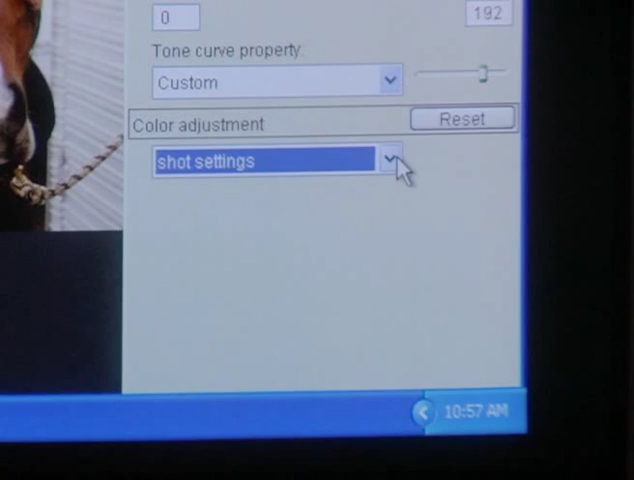 0
192
Tone curve property:
Custom
Color adjustment
Reset
shot settings
10:57 AM